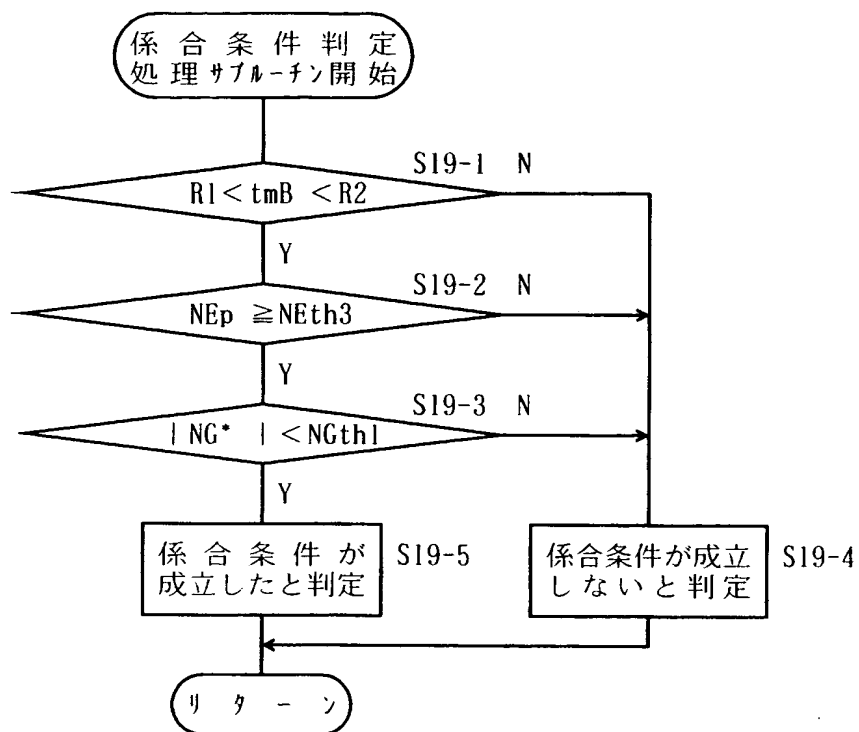 係合条件判定
処理サブルーチン開始
S19-1 N
R1＜tmB ＜R2
Y
S19-2 N
NEp ≧NEth3
Y
S19-3 N
| NG* |＜NGth1
Y
係合条件が
成立したと判定
S19-5
係合条件が成立
しないと判定
S19-4
リターン